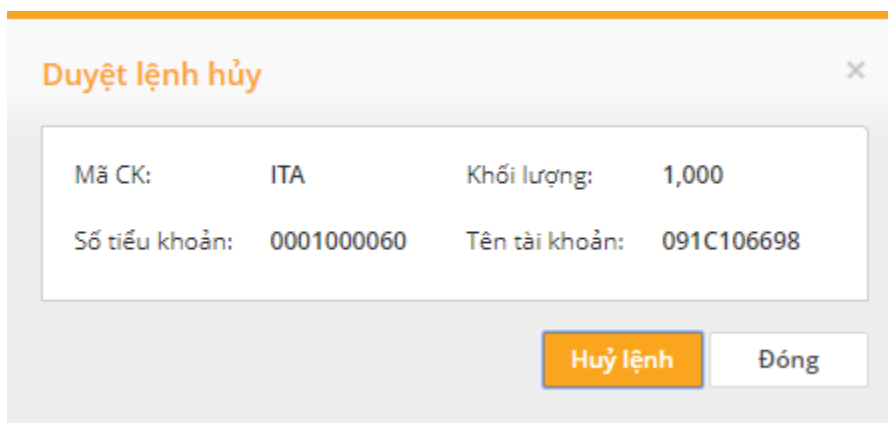 Duyệt lệnh hủy ×
Mã CK: ITA Khối lượng: 1,000
Số tiểu khoản: 0001000060 Tên tài khoản: 091C106698
Huỷ lệnh Đóng